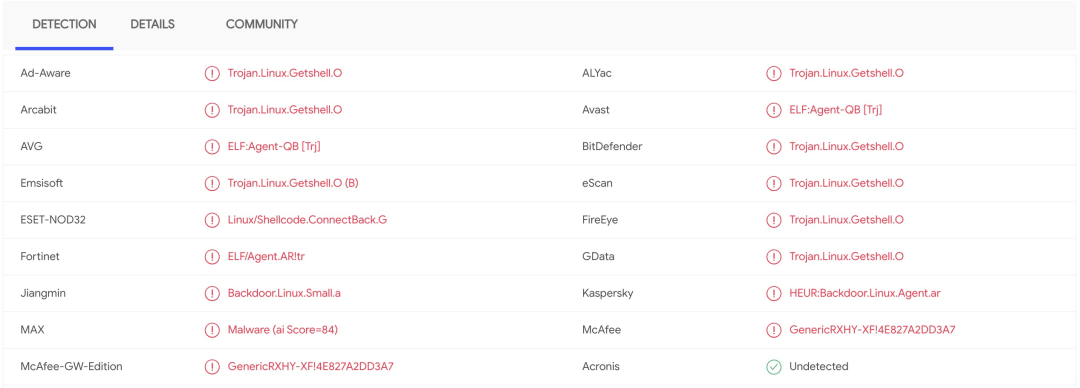 DETECTION DETAILS COMMUNITY
Ad-Aware Trojan.Linux.Getshell.O ALYac Trojan.Linux.Getshell.O
Arcabit Trojan.Linux.Getshell.O Avast ELF:Agent-QB [Trj]
AVG ELF:Agent-QB [Trj] BitDefender Trojan.Linux.Getshell.O
Emsisoft Trojan.Linux.Getshell.O (B) eScan Trojan.Linux.Getshell.O
ESET-NOD32 Linux/Shellcode.ConnectBack.G FireEye Trojan.Linux.Getshell.O
Fortinet ELF/Agent.AR!tr GData Trojan.Linux.Getshell.O
Jiangmin Backdoor.Linux.Small.a Kaspersky HEUR:Backdoor.Linux.Agent.ar
MAX Malware (ai Score=84) McAfee GenericRXHY-XF!4E827A2DD3A7
McAfee-GW-Edition GenericRXHY-XF!4E827A2DD3A7 Acronis Undetected